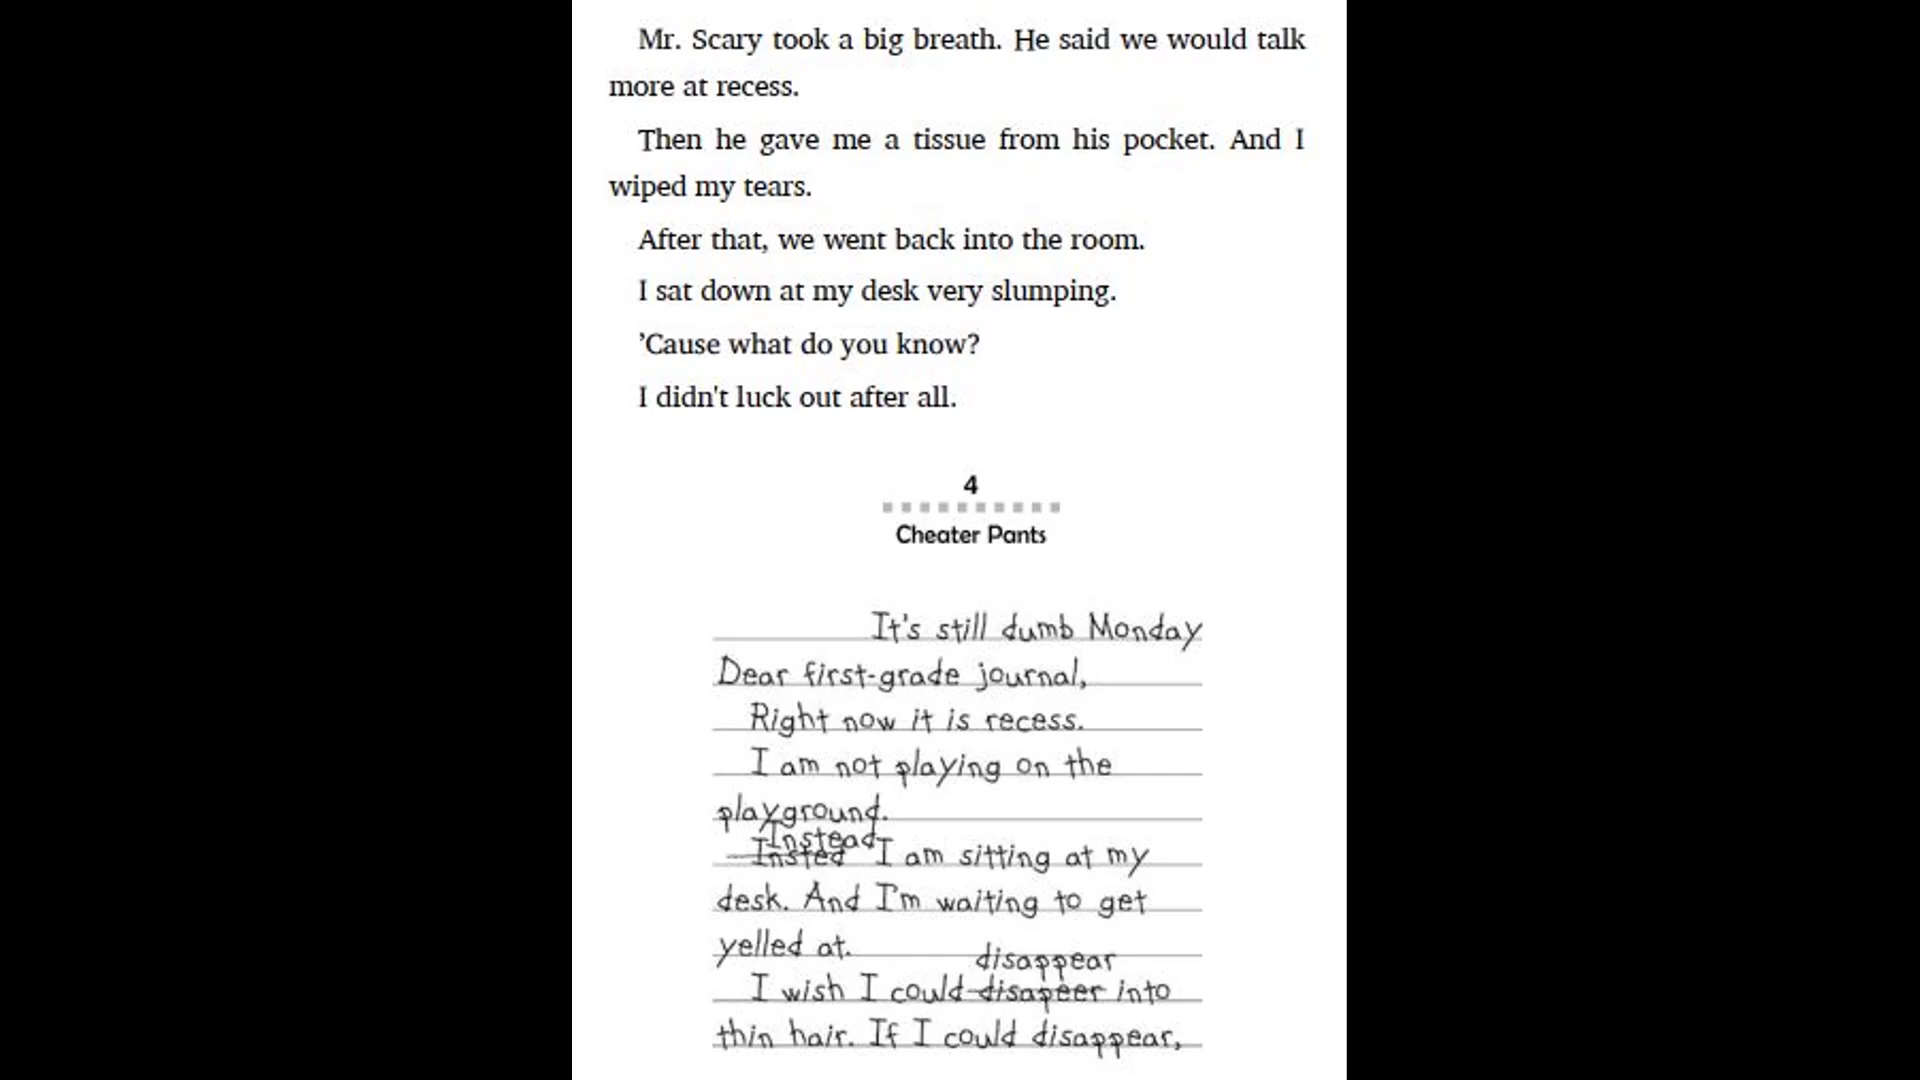 Mr. Scary took a big breath. He said we would talk
more at recess.
Then he gave me a tissue from his pocket. And I
wiped my tears.
After that, we went back into the room.
I sat down at my desk very slumping.
’Cause what do you know?
I didn't luck out after all.
4
Cheater Pants
It's still dumb Monday
Dear first-grade journal,
Right now it is recess.
I am not playing on the
playground.
Instead
Insted I am sitting at my
desk. And I'm waiting to get
yelled at.
disappear
I wish I could disapeer into
thin hair. If I could disappear,